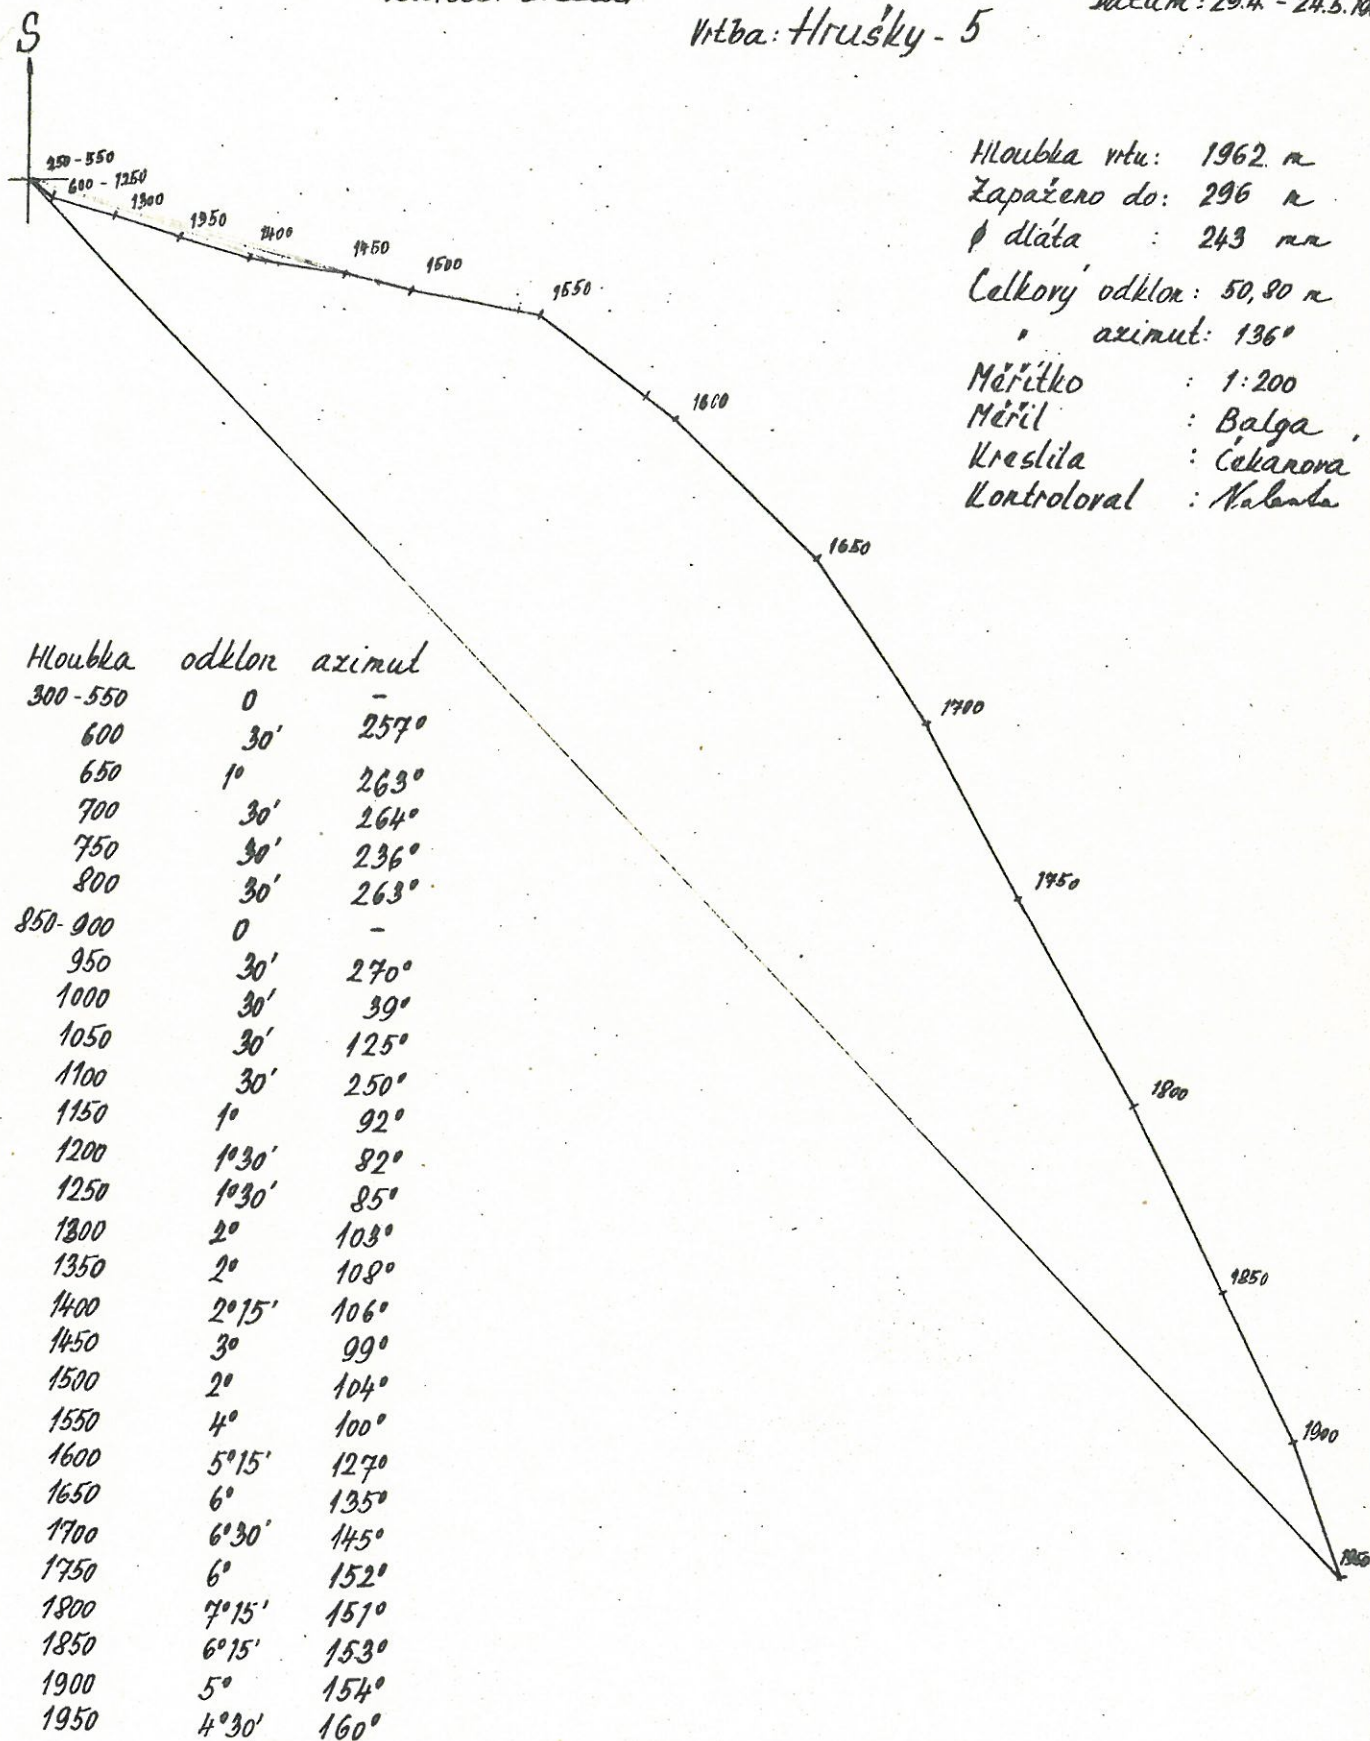 Datum: 29.4. - 24.5.
Vrtba: Hrušky - 5
S
250-550
600-1250
1300
1350
1400
1450
1500
1550
1600
1650
1700
1750
1800
1850
1900
1950
Hloubka vrtu: 1962 m
Zapaženo do: 296 m
ϕ dláta : 243 mm
Celkový odklon: 50,80 m
" azimut: 136°
Měřítko : 1:200
Měřil : Balga
Kreslila : Čekanová
Kontroloval : Valenta
Hloubka odklon azimut
300-550 0 -
600 30' 257°
650 1° 263°
700 30' 264°
750 30' 236°
800 30' 263°
850-900 0 -
950 30' 270°
1000 30' 39°
1050 30' 125°
1100 30' 250°
1150 1° 92°
1200 1°30' 82°
1250 1°30' 85°
1300 2° 103°
1350 2° 108°
1400 2°15' 106°
1450 3° 99°
1500 2° 104°
1550 4° 100°
1600 5°15' 127°
1650 6° 135°
1700 6°30' 145°
1750 6° 152°
1800 7°15' 151°
1850 6°15' 153°
1900 5° 154°
1950 4°30' 160°